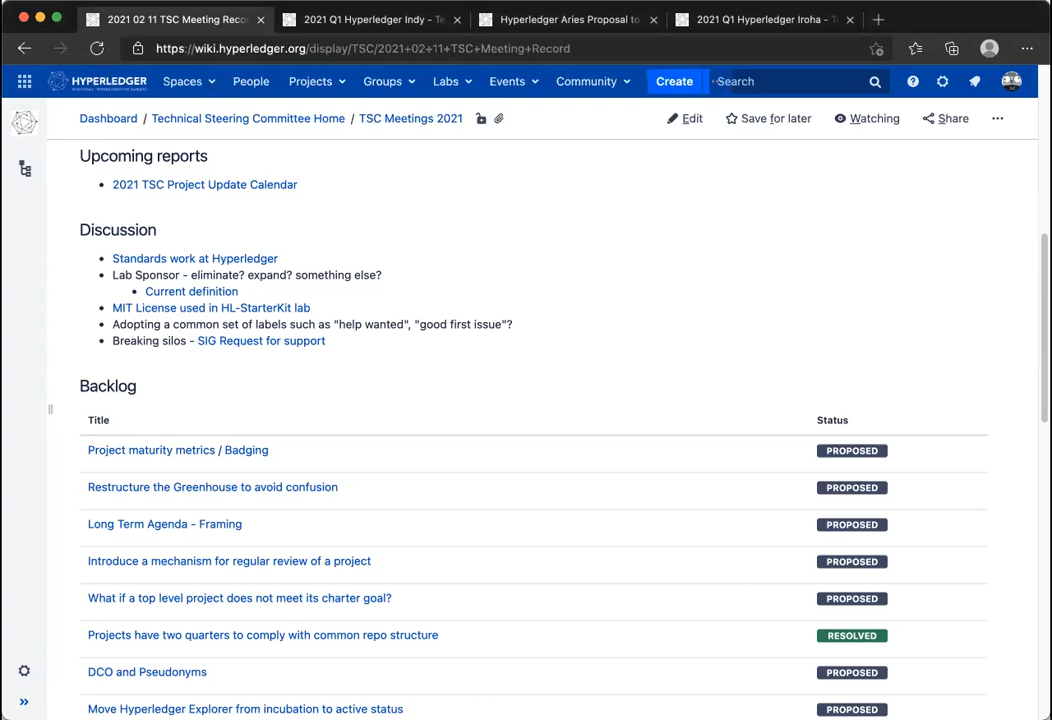 2021 02 11 TSC Meeting Reco
2021 Q1 Hyperledger Indy - Te
Hyperledger Aries Proposal to
2021 Q1 Hyperledger Iroha - T
https://wiki.hyperledger.org/display/TSC/2021+02+11+TSC+Meeting+Record
HYPERLEDGER
Spaces
People
Projects
Groups
Labs
Events
Community
Create
Search
Dashboard / Technical Steering Committee Home / TSC Meetings 2021
Edit
Save for later
Watching
Share
Upcoming reports
2021 TSC Project Update Calendar
Discussion
Standards work at Hyperledger
Lab Sponsor - eliminate? expand? something else?
Current definition
MIT License used in HL-StarterKit lab
Adopting a common set of labels such as "help wanted", "good first issue"?
Breaking silos - SIG Request for support
Backlog
Title Status
Project maturity metrics / Badging PROPOSED
Restructure the Greenhouse to avoid confusion PROPOSED
Long Term Agenda - Framing PROPOSED
Introduce a mechanism for regular review of a project PROPOSED
What if a top level project does not meet its charter goal? PROPOSED
Projects have two quarters to comply with common repo structure RESOLVED
DCO and Pseudonyms PROPOSED
Move Hyperledger Explorer from incubation to active status PROPOSED